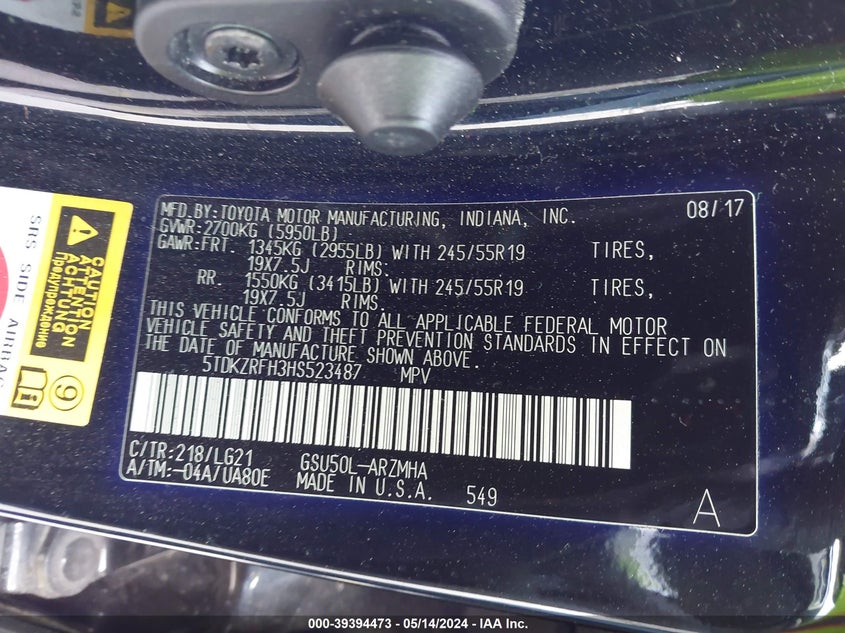 MFD.BY:TOYOTA MOTOR MANUFACTURING, INDIANA, INC. 08/17
GVWR:2700KG (5950LB)
GAWR:FRT. 1345KG (2955LB) WITH 245/55R19 TIRES,
19X7.5J RIMS.
RR. 1550KG (3415LB) WITH 245/55R19 TIRES,
19X7.5J RIMS.
THIS VEHICLE CONFORMS TO ALL APPLICABLE FEDERAL MOTOR
VEHICLE SAFETY AND THEFT PREVENTION STANDARDS IN EFFECT ON
THE DATE OF MANUFACTURE SHOWN ABOVE.
5TDKZRFH3HS523487 MPV
C/TR:218/LG21 GSU50L-ARZMHA
A/TM:-04A/UA80E MADE IN U.S.A. 549
A
SRS SIDE AIRBAG
CAUTION
ATTENTION
ACHTUNG
Предупреждение
9
000-39394473 - 05/14/2024 - IAA Inc.